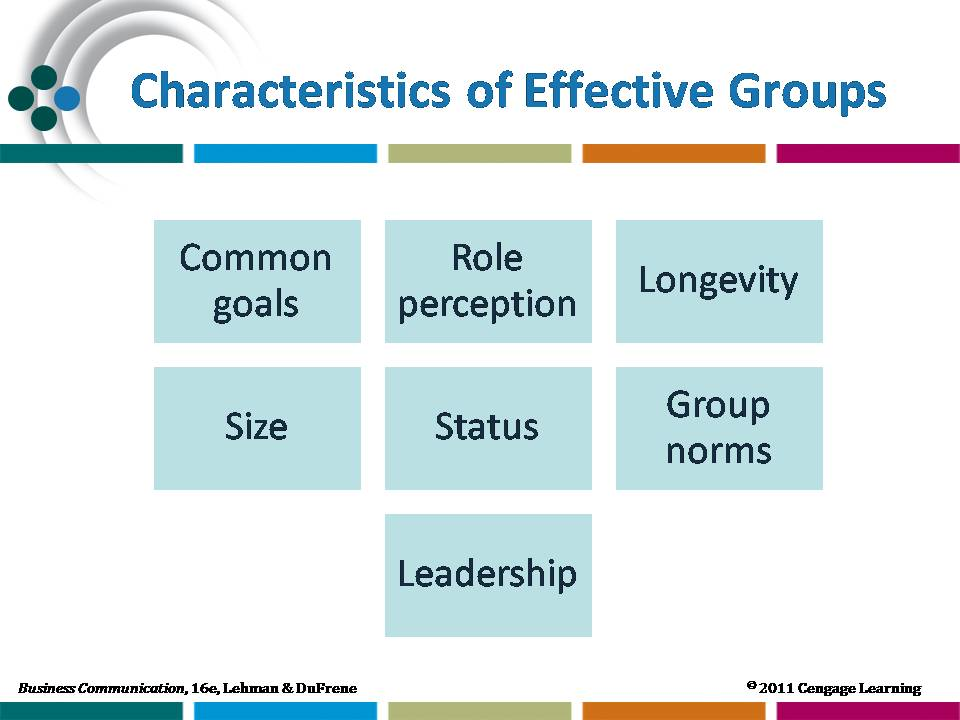 Characteristics of Effective Groups
Common
goals
Role
perception
Longevity
Size
Status
Group
norms
Leadership
Business Communication, 16e, Lehman & DuFrene
© 2011 Cengage Learning